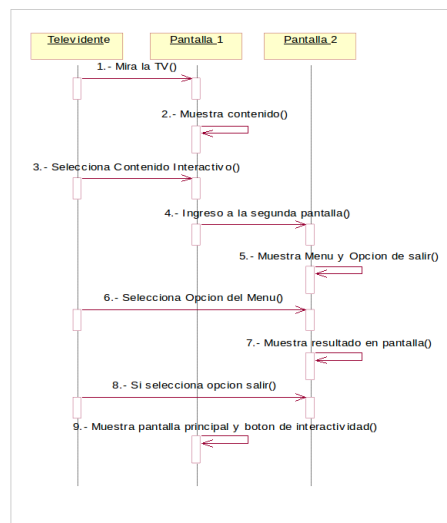 Televidente Pantalla 1 Pantalla 2
1.- Mira la TV()
2.- Muestra contenido()
3.- Selecciona Contenido Interactivo()
4.- Ingreso a la segunda pantalla()
5.- Muestra Menu y Opcion de salir()
6.- Selecciona Opcion del Menu()
7.- Muestra resultado en pantalla()
8.- Si selecciona opcion salir()
9.- Muestra pantalla principal y boton de interactividad()